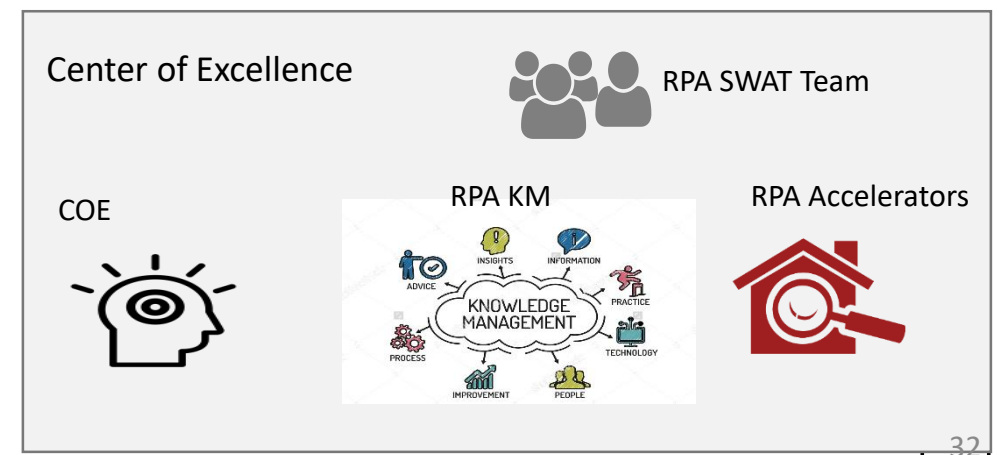 Center of Excellence
RPA SWAT Team
COE
RPA KM
RPA Accelerators
INSIGHTS
INFORMATION
ADVICE
PRACTICE
KNOWLEDGE
MANAGEMENT
PROCESS
TECHNOLOGY
IMPROVEMENT
PEOPLE
32